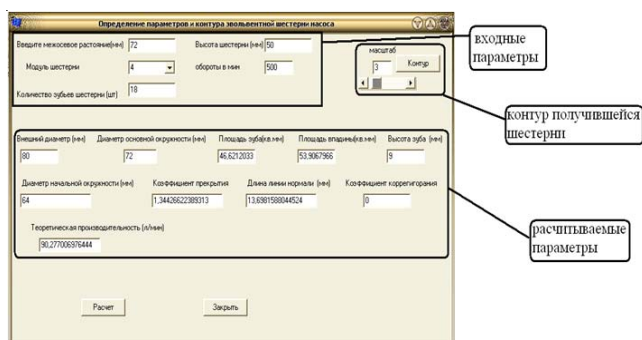 Определение параметров и контура эвольвентной шестерни насоса
Введите межосевое растояние(мм) 72 Высота шестерни (мм) 50
Модуль шестерни 4 обороты в мин 500
Количество зубьев шестерни (шт) 18
масштаб
3 Контур
входные
параметры
контур получившейся
шестерни
Внешний диаметр (мм) Диаметр основной окружности (мм) Площадь зуба(кв.мм) Площадь впадины(кв.мм) Высота зуба (мм)
80 72 46,6212033 53,9067966 9
Диаметр начальной окружности (мм) Коэффициент прекрытия Длина линии нормали (мм) Коэффициент коррегигорания
64 1,34426622389313 13,6981588044524 0
Теоретическая производительность (л/мин)
90,277006976444
расчитываемые
параметры
Расчет Закрыть